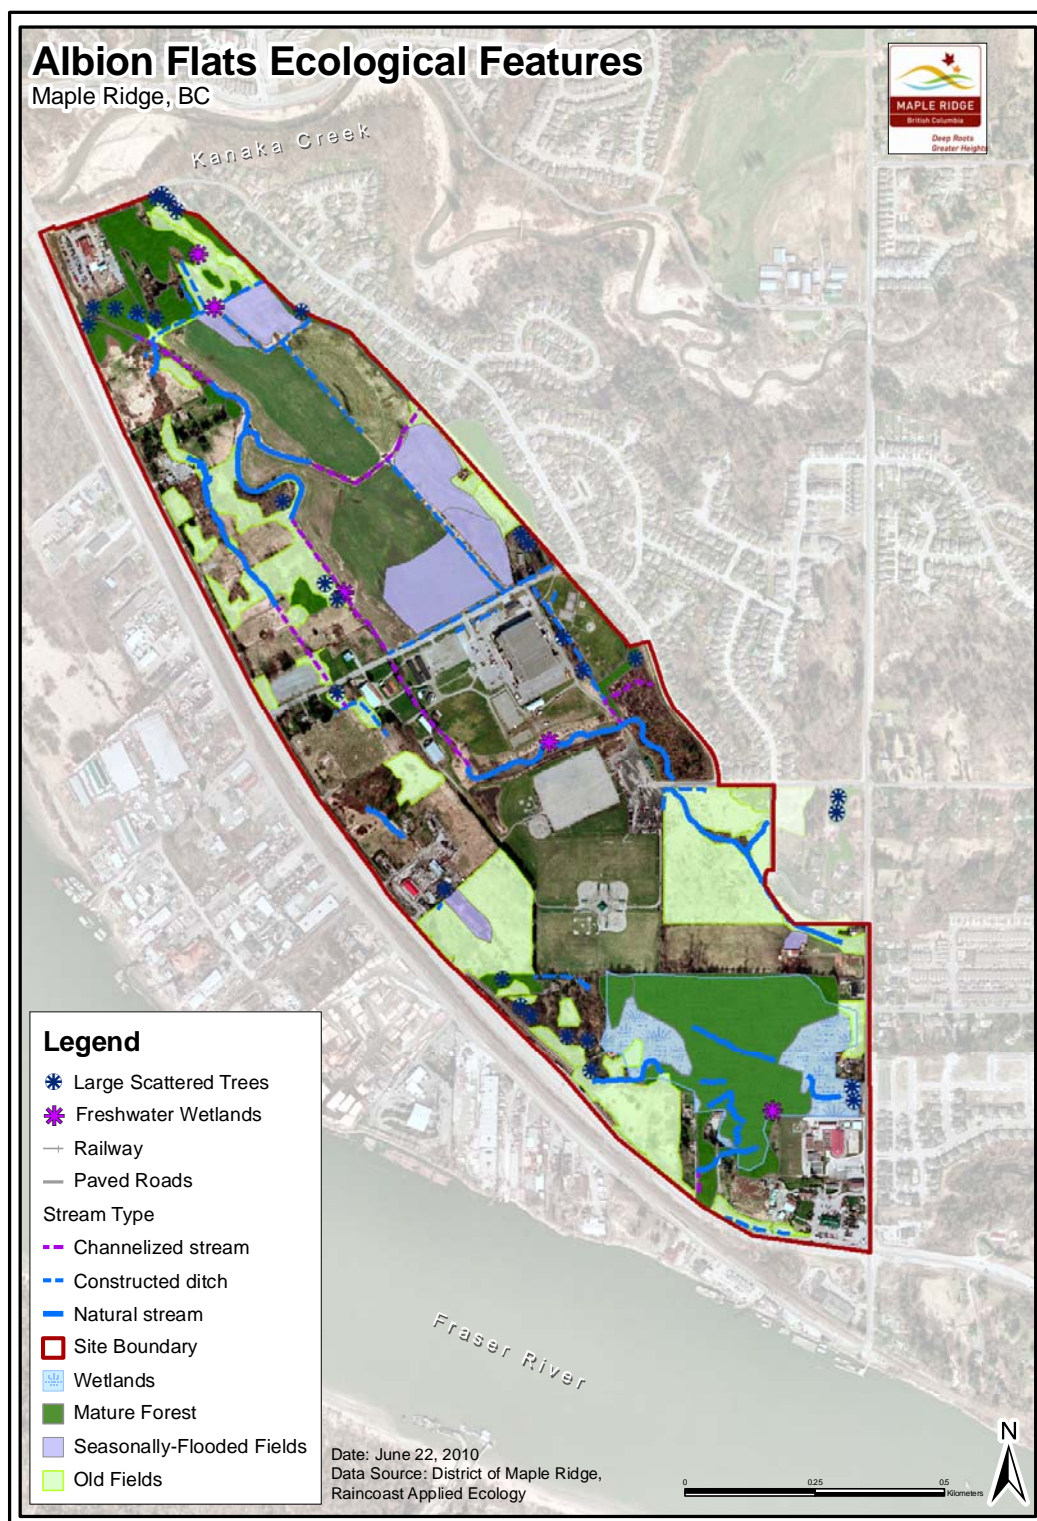 Albion Flats Ecological Features
Maple Ridge, BC
MAPLE RIDGE
British Columbia
Deep Roots
Greater Heights
Kanaka Creek
Legend
Large Scattered Trees
Freshwater Wetlands
Railway
Paved Roads
Stream Type
Channelized stream
Constructed ditch
Natural stream
Site Boundary
Wetlands
Mature Forest
Seasonally-Flooded Fields
Old Fields
Fraser River
Date: June 22, 2010
Data Source: District of Maple Ridge,
Raincoast Applied Ecology
0 0.25 0.5
Kilometers
N